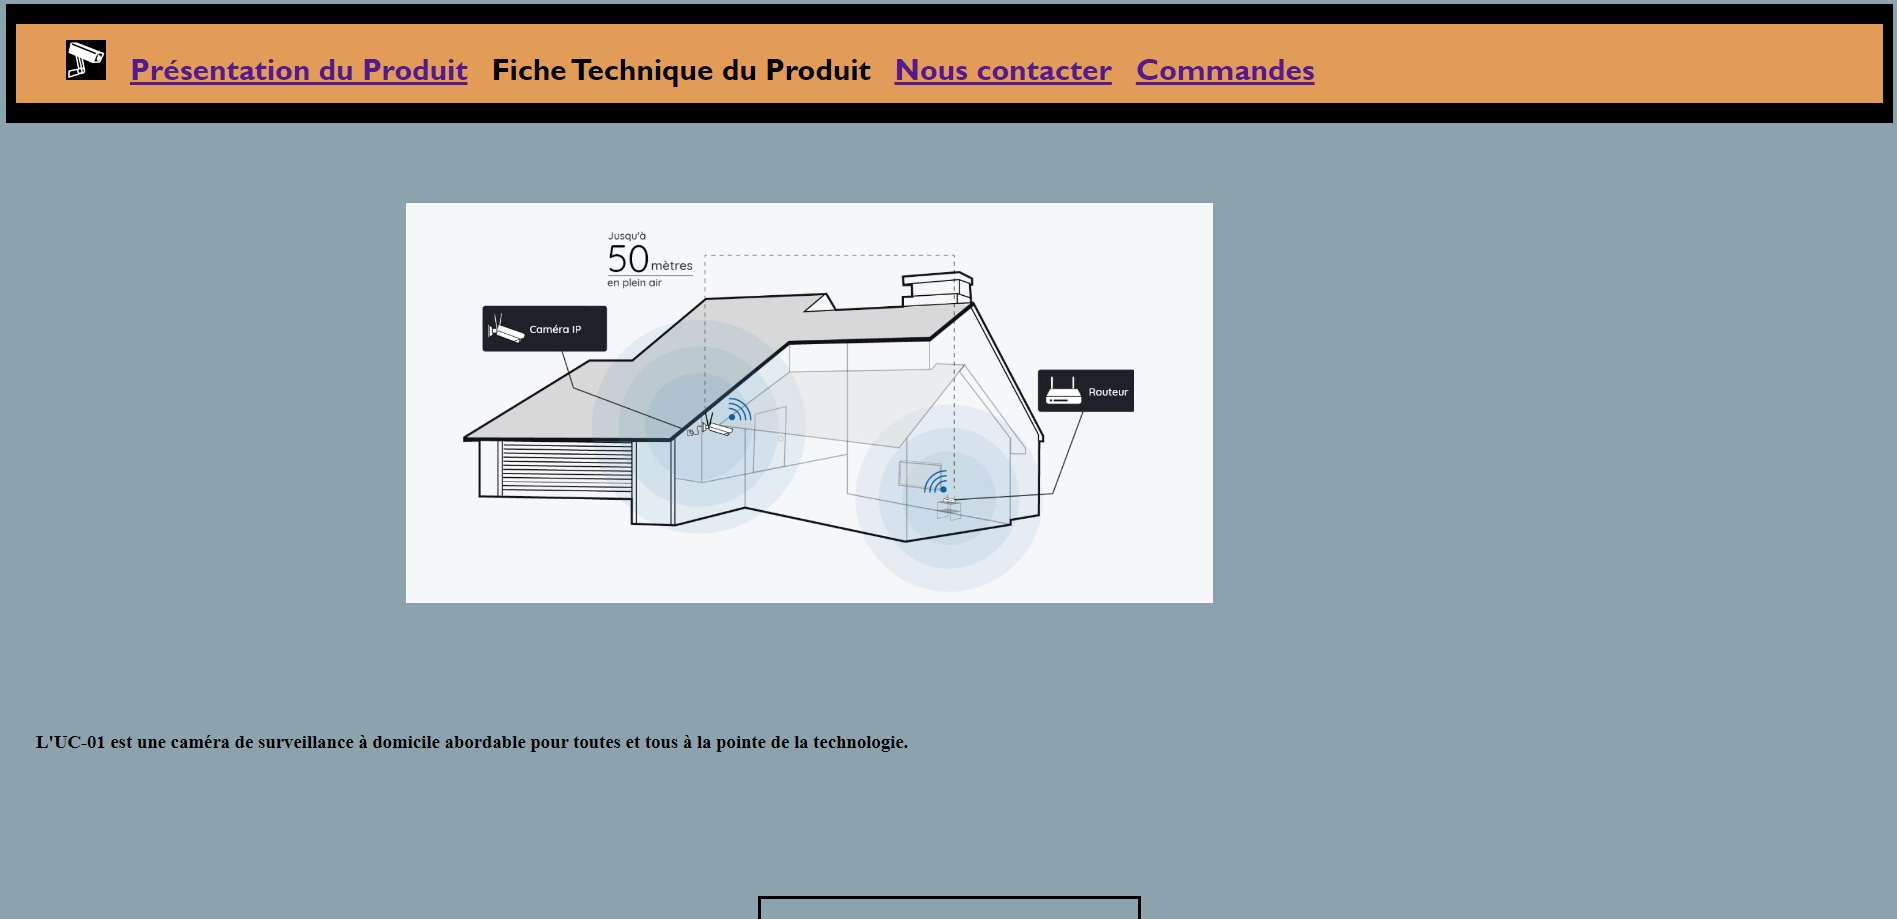 Présentation du Produit Fiche Technique du Produit Nous contacter Commandes
Jusqu'à
50 mètres
en plein air
Caméra IP
Routeur
L'UC-01 est une caméra de surveillance à domicile abordable pour toutes et tous à la pointe de la technologie.